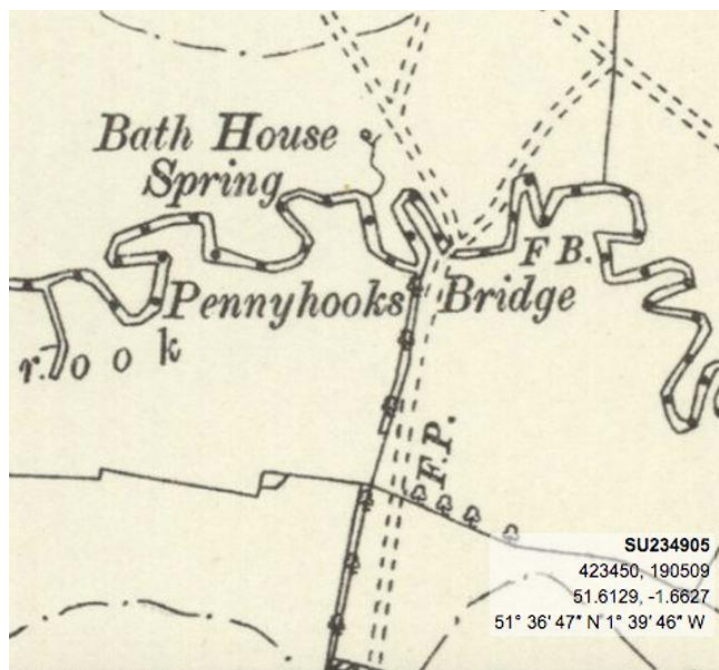 Bath House
Spring
F B.
Pennyhooks Bridge
r. o o k
F.P.
SU234905
423450, 190509
51.6129, -1.6627
51° 36' 47" N 1° 39' 46" W